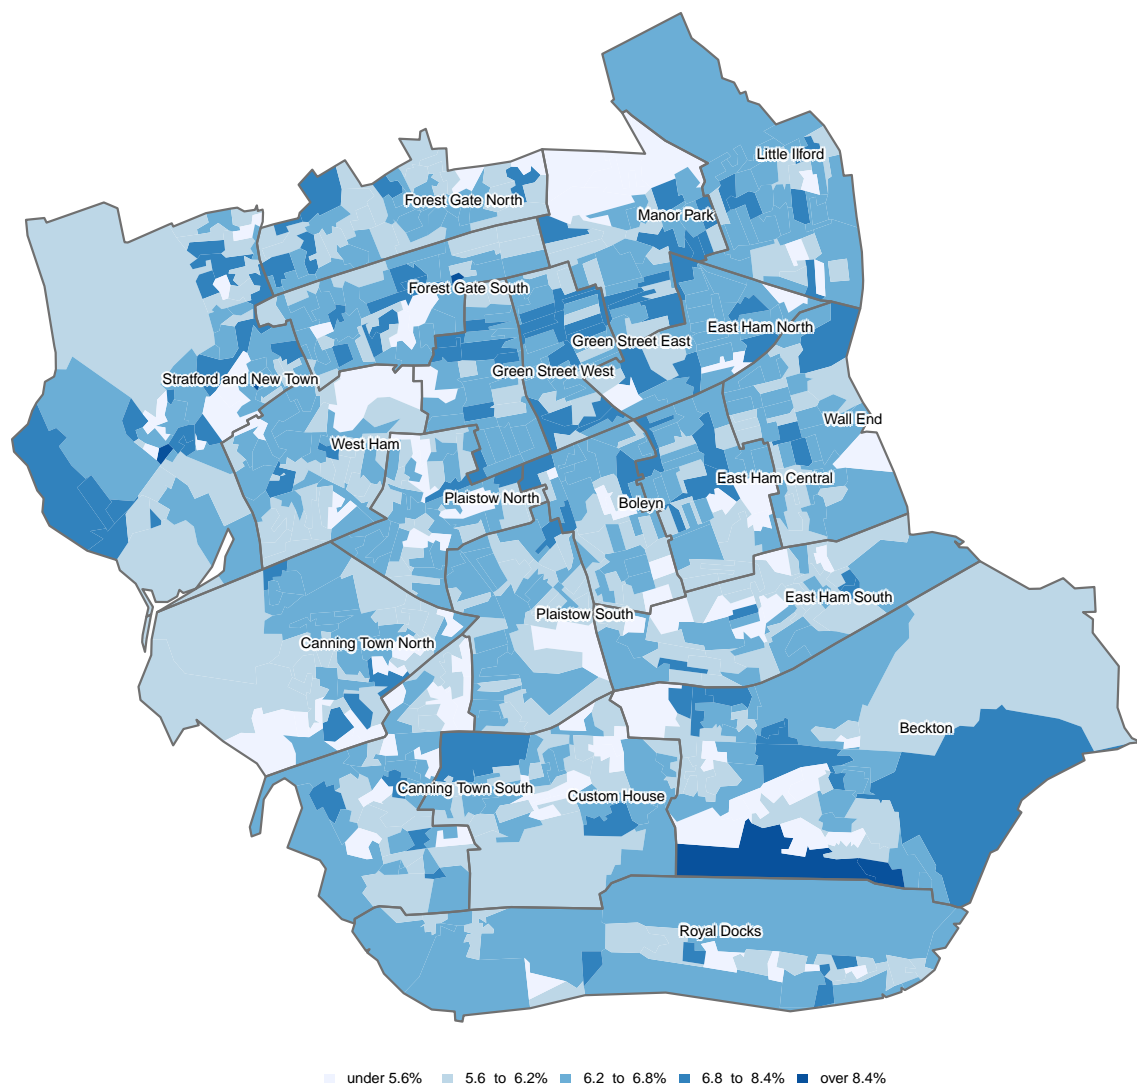 Little Ilford
Forest Gate North
Manor Park
Forest Gate South
East Ham North
Green Street East
Green Street West
Stratford and New Town
Wall End
West Ham
East Ham Central
Plaistow North
Boleyn
East Ham South
Plaistow South
Canning Town North
Beckton
Canning Town South
Custom House
Royal Docks
under 5.6% 5.6 to 6.2% 6.2 to 6.8% 6.8 to 8.4% over 8.4%